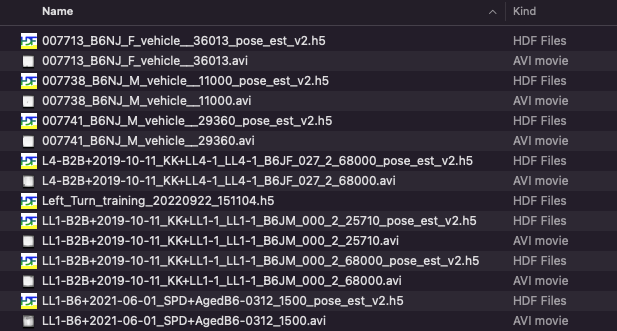 Name Kind
007713_B6NJ_F_vehicle__36013_pose_est_v2.h5 HDF Files
007713_B6NJ_F_vehicle__36013.avi AVI movie
007738_B6NJ_M_vehicle__11000_pose_est_v2.h5 HDF Files
007738_B6NJ_M_vehicle__11000.avi AVI movie
007741_B6NJ_M_vehicle__29360_pose_est_v2.h5 HDF Files
007741_B6NJ_M_vehicle__29360.avi AVI movie
L4-B2B+2019-10-11_KK+LL4-1_LL4-1_B6JF_027_2_68000_pose_est_v2.h5 HDF Files
L4-B2B+2019-10-11_KK+LL4-1_LL4-1_B6JF_027_2_68000.avi AVI movie
Left_Turn_training_20220922_151104.h5 HDF Files
LL1-B2B+2019-10-11_KK+LL1-1_LL1-1_B6JM_000_2_25710_pose_est_v2.h5 HDF Files
LL1-B2B+2019-10-11_KK+LL1-1_LL1-1_B6JM_000_2_25710.avi AVI movie
LL1-B2B+2019-10-11_KK+LL1-1_LL1-1_B6JM_000_2_68000_pose_est_v2.h5 HDF Files
LL1-B2B+2019-10-11_KK+LL1-1_LL1-1_B6JM_000_2_68000.avi AVI movie
LL1-B6+2021-06-01_SPD+AgedB6-0312_1500_pose_est_v2.h5 HDF Files
LL1-B6+2021-06-01_SPD+AgedB6-0312_1500.avi AVI movie